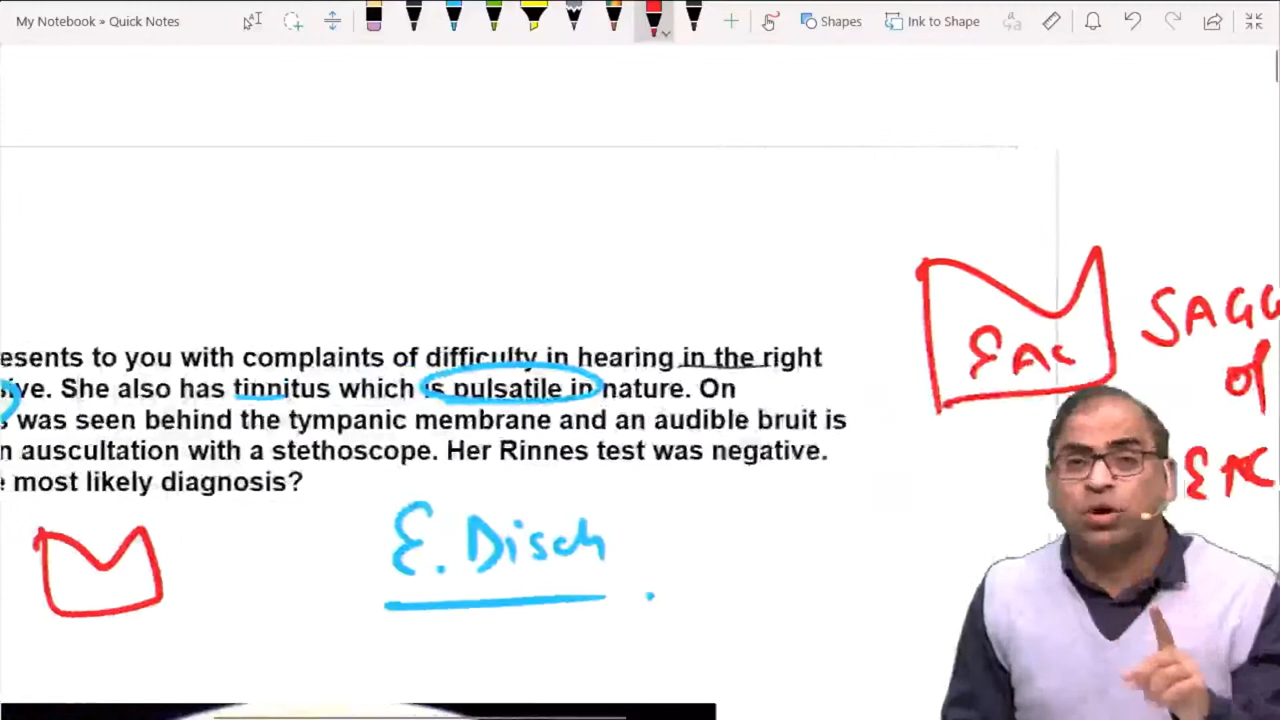 My Notebook » Quick Notes
Shapes
Ink to Shape
esents to you with complaints of difficulty in hearing in the right
ive. She also has tinnitus which is pulsatile in nature. On
was seen behind the tympanic membrane and an audible bruit is
n auscultation with a stethoscope. Her Rinnes test was negative.
e most likely diagnosis?
E. Disch
EAC
SAGG
of
EAC